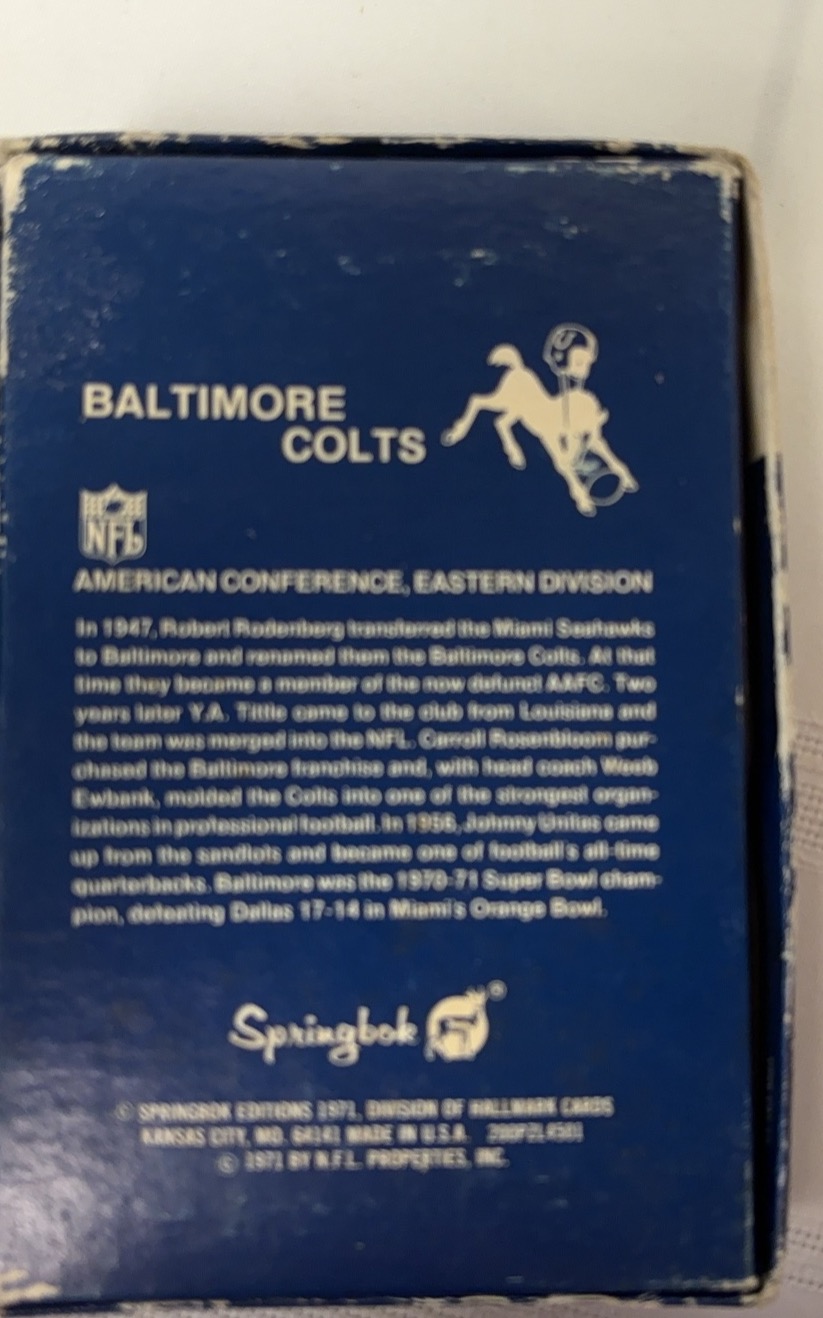 BALTIMORE
COLTS
NFL
AMERICAN CONFERENCE, EASTERN DIVISION
In 1947, Robert Rodenberg transferred the Miami Seahawks
to Baltimore and renamed them the Baltimore Colts. At that
time they became a member of the now defunct AAFC. Two
years later Y.A. Tittle came to the club from Louisiana and
the team was merged into the NFL. Carroll Rosenbloom pur-
chased the Baltimore franchise and, with head coach Weeb
Ewbank, molded the Colts into one of the strongest organ-
izations in professional football. In 1956, Johnny Unitas came
up from the sandlots and became one of football's all-time
quarterbacks. Baltimore was the 1970-71 Super Bowl cham-
pion, defeating Dallas 17-14 in Miami's Orange Bowl.
Springbok ®
© SPRINGBOK EDITIONS 1971, DIVISION OF HALLMARK CARDS
KANSAS CITY, MO. 64141 MADE IN U.S.A.
© 1971 BY N.F.L. PROPERTIES, INC.